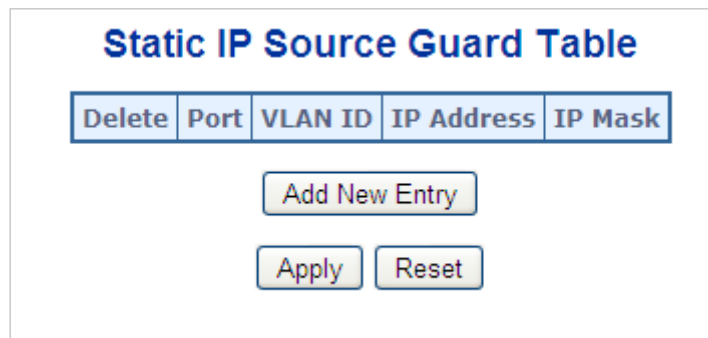 Static IP Source Guard Table
Delete Port VLAN ID IP Address IP Mask
Add New Entry
Apply Reset